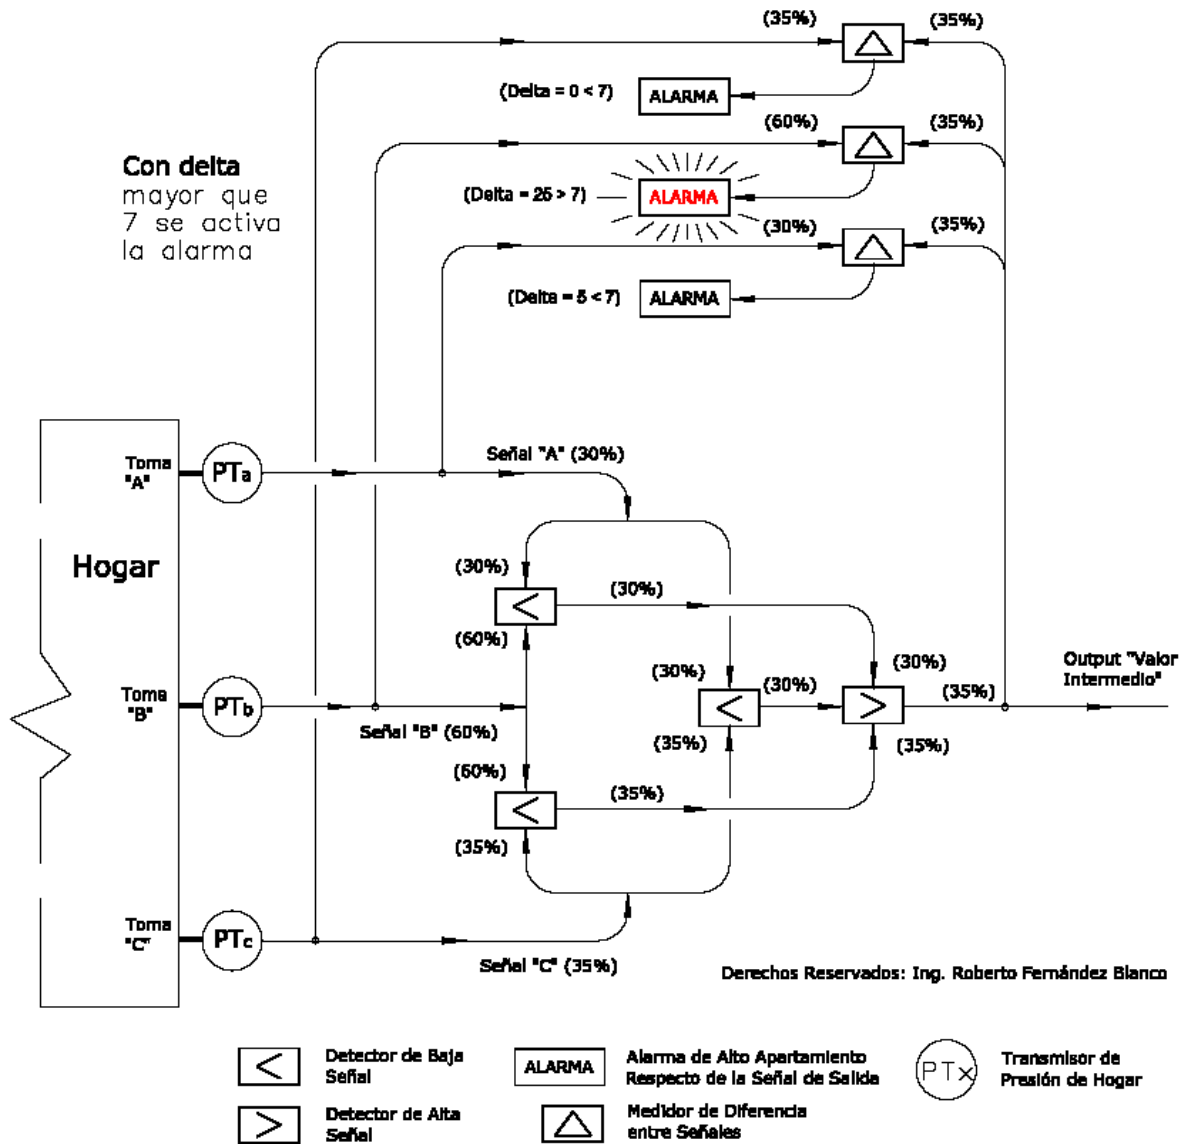 (35%)
(35%)
(Delta = 0 < 7)
ALARMA
(60%)
(35%)
Con delta
mayor que
7 se activa
la alarma
(Delta = 25 > 7)
ALARMA
(30%)
(35%)
(Delta = 5 < 7)
ALARMA
Toma
"A"
PTa
Señal "A" (30%)
Hogar
(30%)
<
(30%)
(60%)
Toma
"B"
PTb
Señal "B" (60%)
(30%)
<
(30%)
(35%)
(30%)
>
(35%)
(35%)
Output "Valor
Intermedio"
(60%)
<
(35%)
(35%)
Toma
"C"
PTc
Señal "C" (35%)
Derechos Reservados: Ing. Roberto Fernández Blanco
<
Detector de Baja
Señal
ALARMA
Alarma de Alto Apartamiento
Respecto de la Señal de Salida
PTx
Transmisor de
Presión de Hogar
>
Detector de Alta
Señal
Medidor de Diferencia
entre Señales